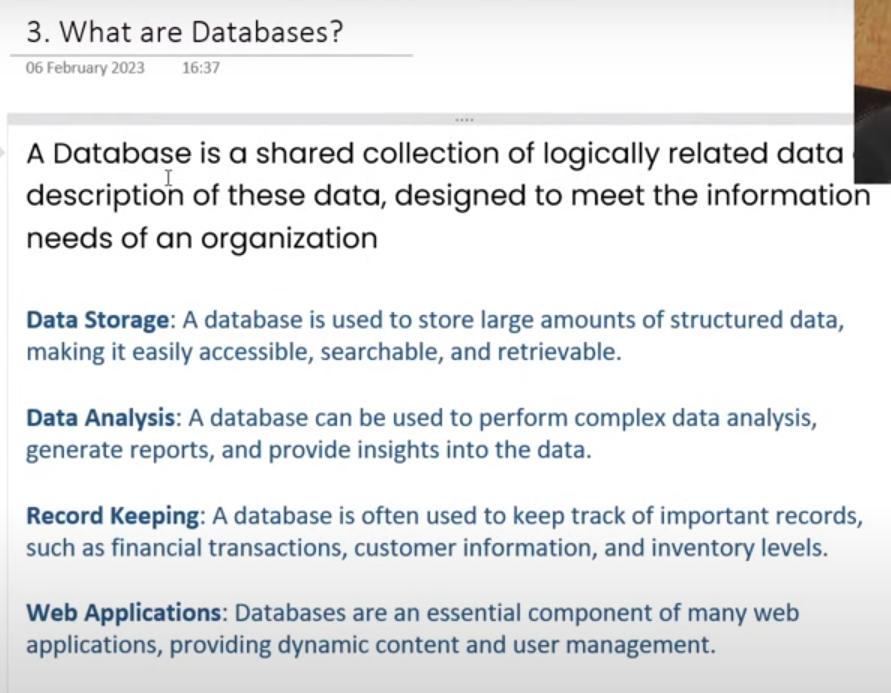 3. What are Databases?
06 February 2023 16:37
A Database is a shared collection of logically related data
description of these data, designed to meet the information
needs of an organization
Data Storage: A database is used to store large amounts of structured data,
making it easily accessible, searchable, and retrievable.
Data Analysis: A database can be used to perform complex data analysis,
generate reports, and provide insights into the data.
Record Keeping: A database is often used to keep track of important records,
such as financial transactions, customer information, and inventory levels.
Web Applications: Databases are an essential component of many web
applications, providing dynamic content and user management.